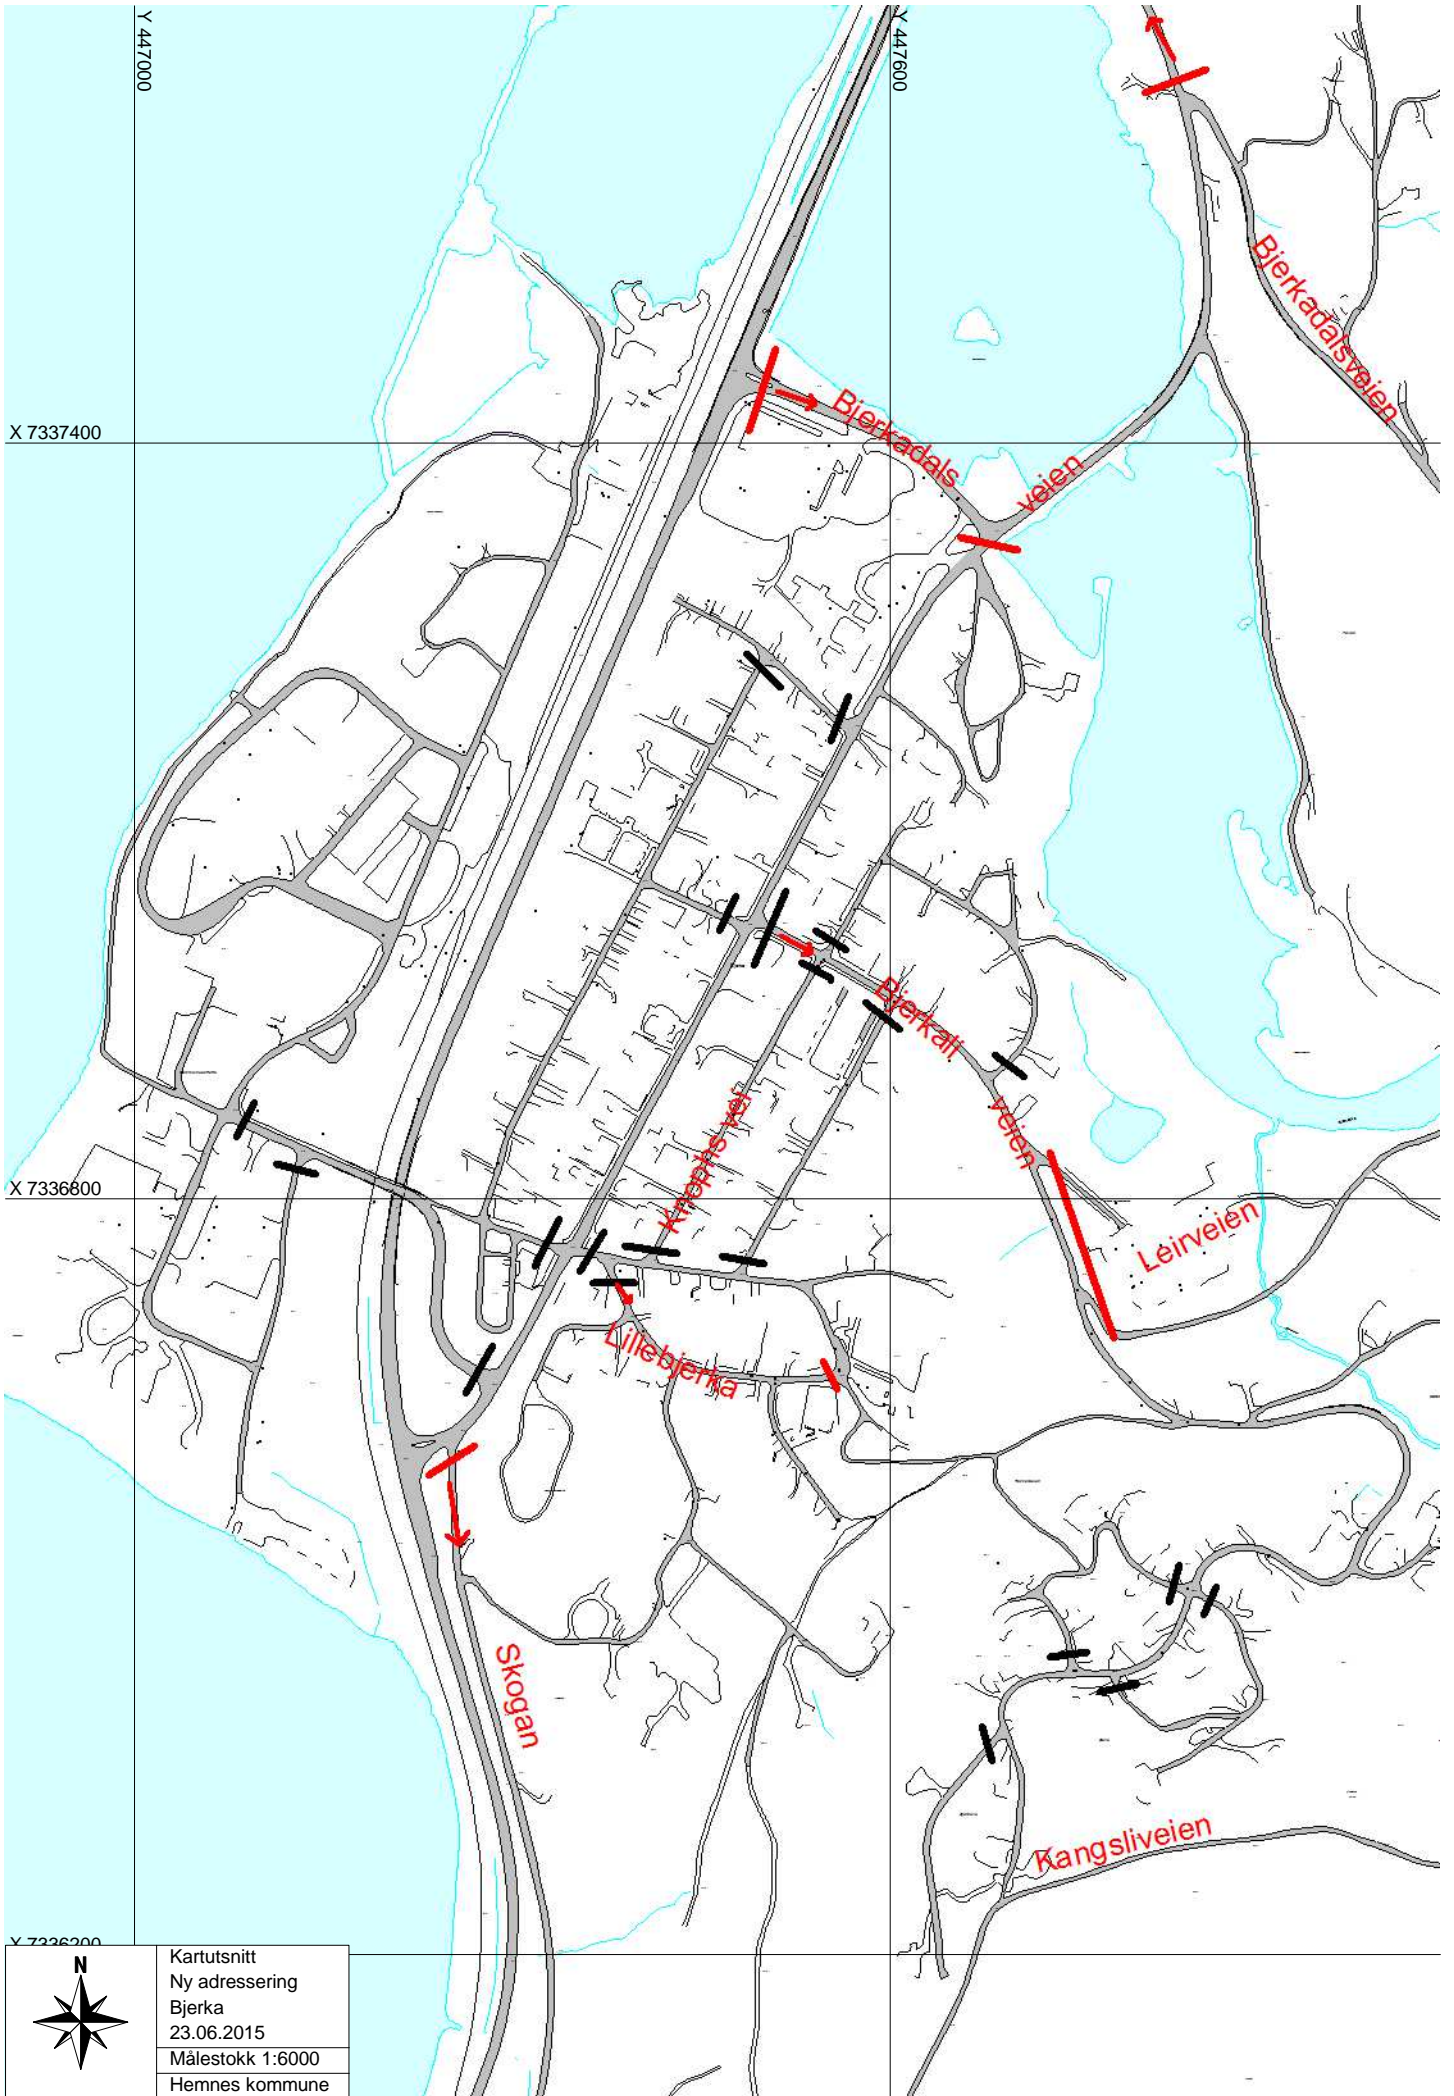 Y 447000
Y 447600
Bjerkadalsveien
Bjerkadals
veien
X 7337400
Bjerkali
veien
Knophs vei
X 7336800
Leirveien
Lillebjerka
Skogan
Kangsliveien
X 7336200
N
Kartutsnitt
Ny adressering
Bjerka
23.06.2015
Målestokk 1:6000
Hemnes kommune